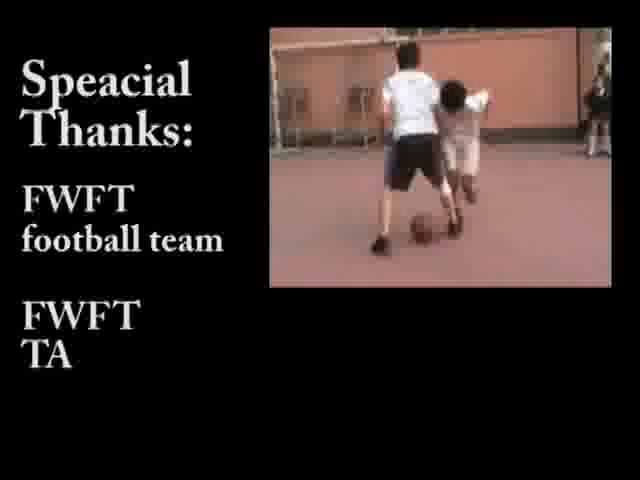 Speacial
Thanks:
FWFT
football team
FWFT
TA